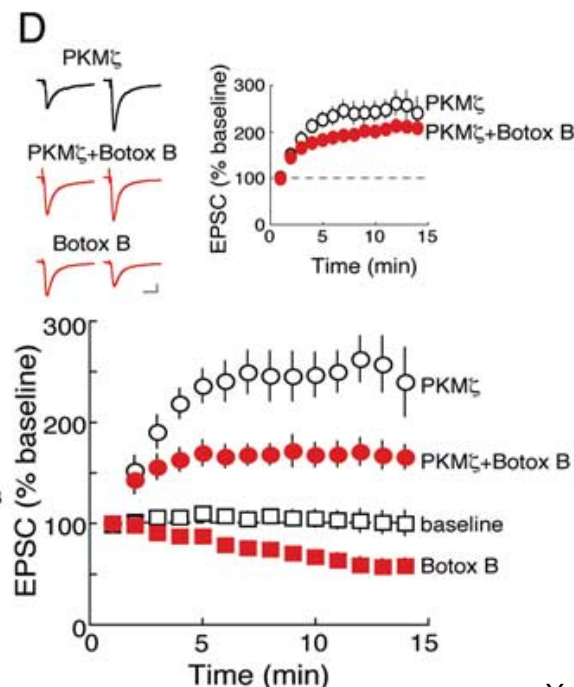 D
PKMζ
PKMζ+Botox B
Botox B
EPSC (% baseline)
300
200
100
0
PKMζ
PKMζ+Botox B
0 5 10 15
Time (min)
EPSC (% baseline)
300
200
100
0
PKMζ
PKMζ+Botox B
baseline
Botox B
0 5 10 15
Time (min)